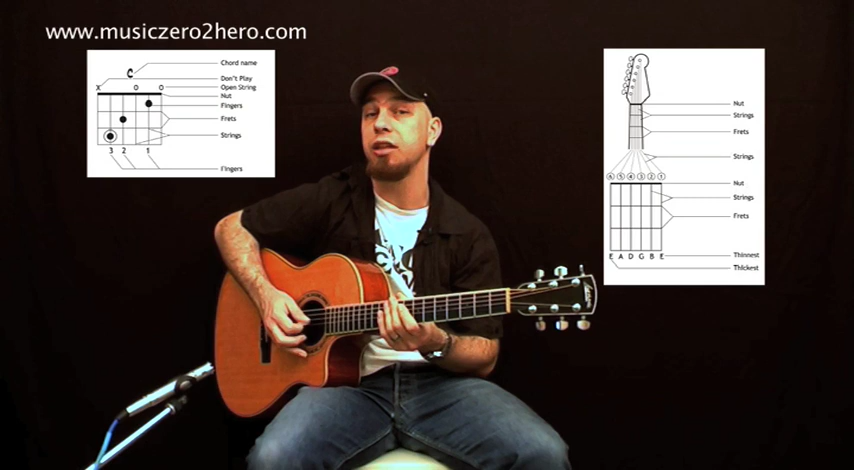 www.musiczero2hero.com
C
Chord name
Don't Play
X O O
Open String
Nut
Fingers
Frets
Strings
3 2 1
Fingers
Nut
Strings
Frets
Strings
6 5 4 3 2 1
Nut
Strings
Frets
E A D G B E
Thinnest
Thickest